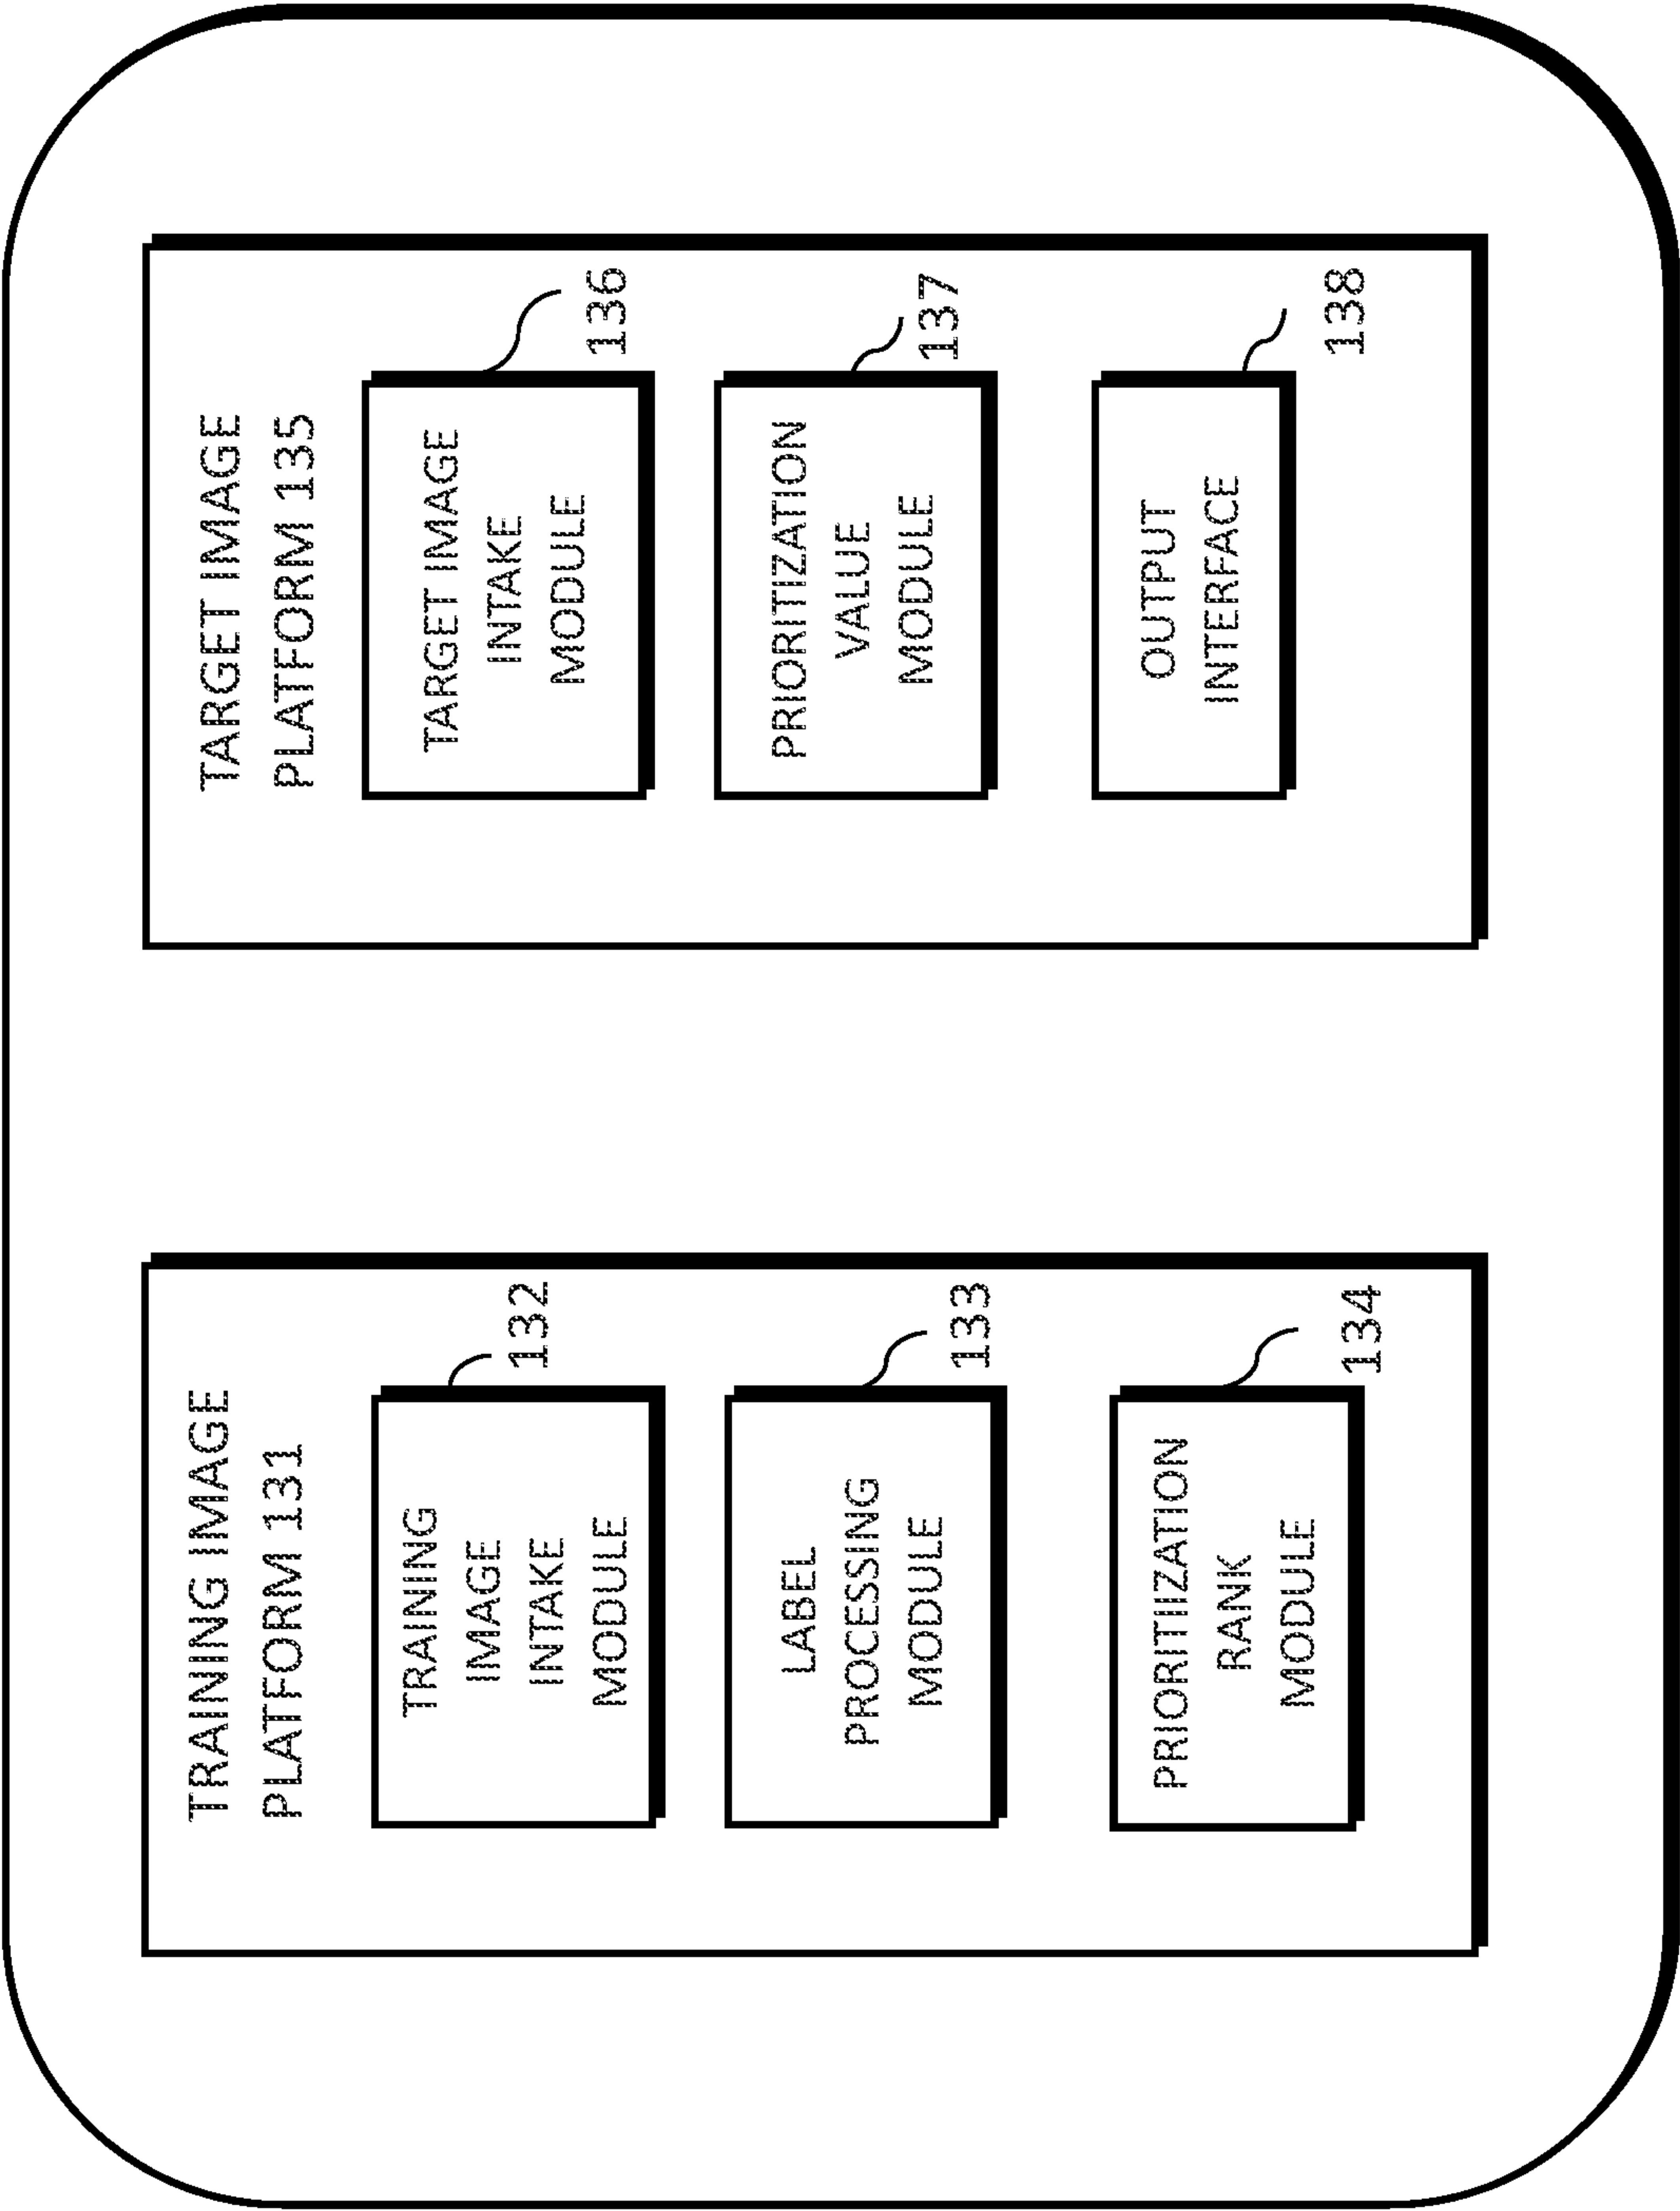 TRAINING IMAGE
PLATFORM 131
TRAINING
IMAGE
INTAKE
MODULE
132
LABEL
PROCESSING
MODULE
133
PRIORITIIZATION
RANK
MODULE
134
TARGET IMAGE
PLATFORM 135
TARGET IMAGE
INTAKE
MODULE
136
PRIORITIZATION
VALUE
MODULE
137
OUTPUT
INTERFACE
138